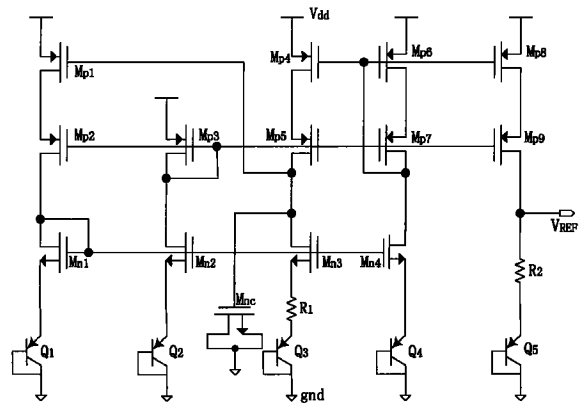 Vdd
Mp1
Mp4
Mp6
Mp8
Mp2
Mp3
Mp5
Mp7
Mp9
VREF
Mn1
Mn2
Mn3
Mn4
Mnc
R1
R2
Q1
Q2
Q3
Q4
Q5
gnd